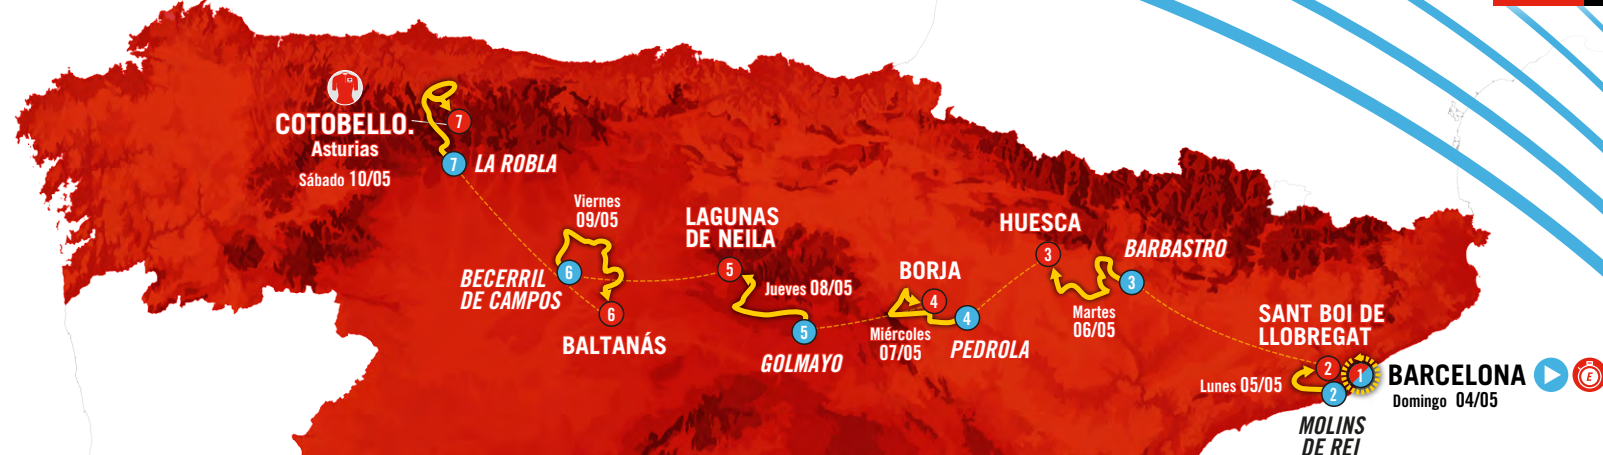 COTOBELLO.
Asturias
Sábado 10/05
7
7
LA ROBLA
Viernes
09/05
6
BECERRIL
DE CAMPOS
6
BALTANÁS
LAGUNAS
DE NEILA
5
Jueves 08/05
5
GOLMAYO
BORJA
4
4
Miércoles
07/05
PEDROLA
HUESCA
3
BARBASTRO
3
Martes
06/05
SANT BOI DE
LLOBREGAT
2
1
Lunes 05/05
2
MOLINS
DE REI
BARCELONA
E
Domingo 04/05